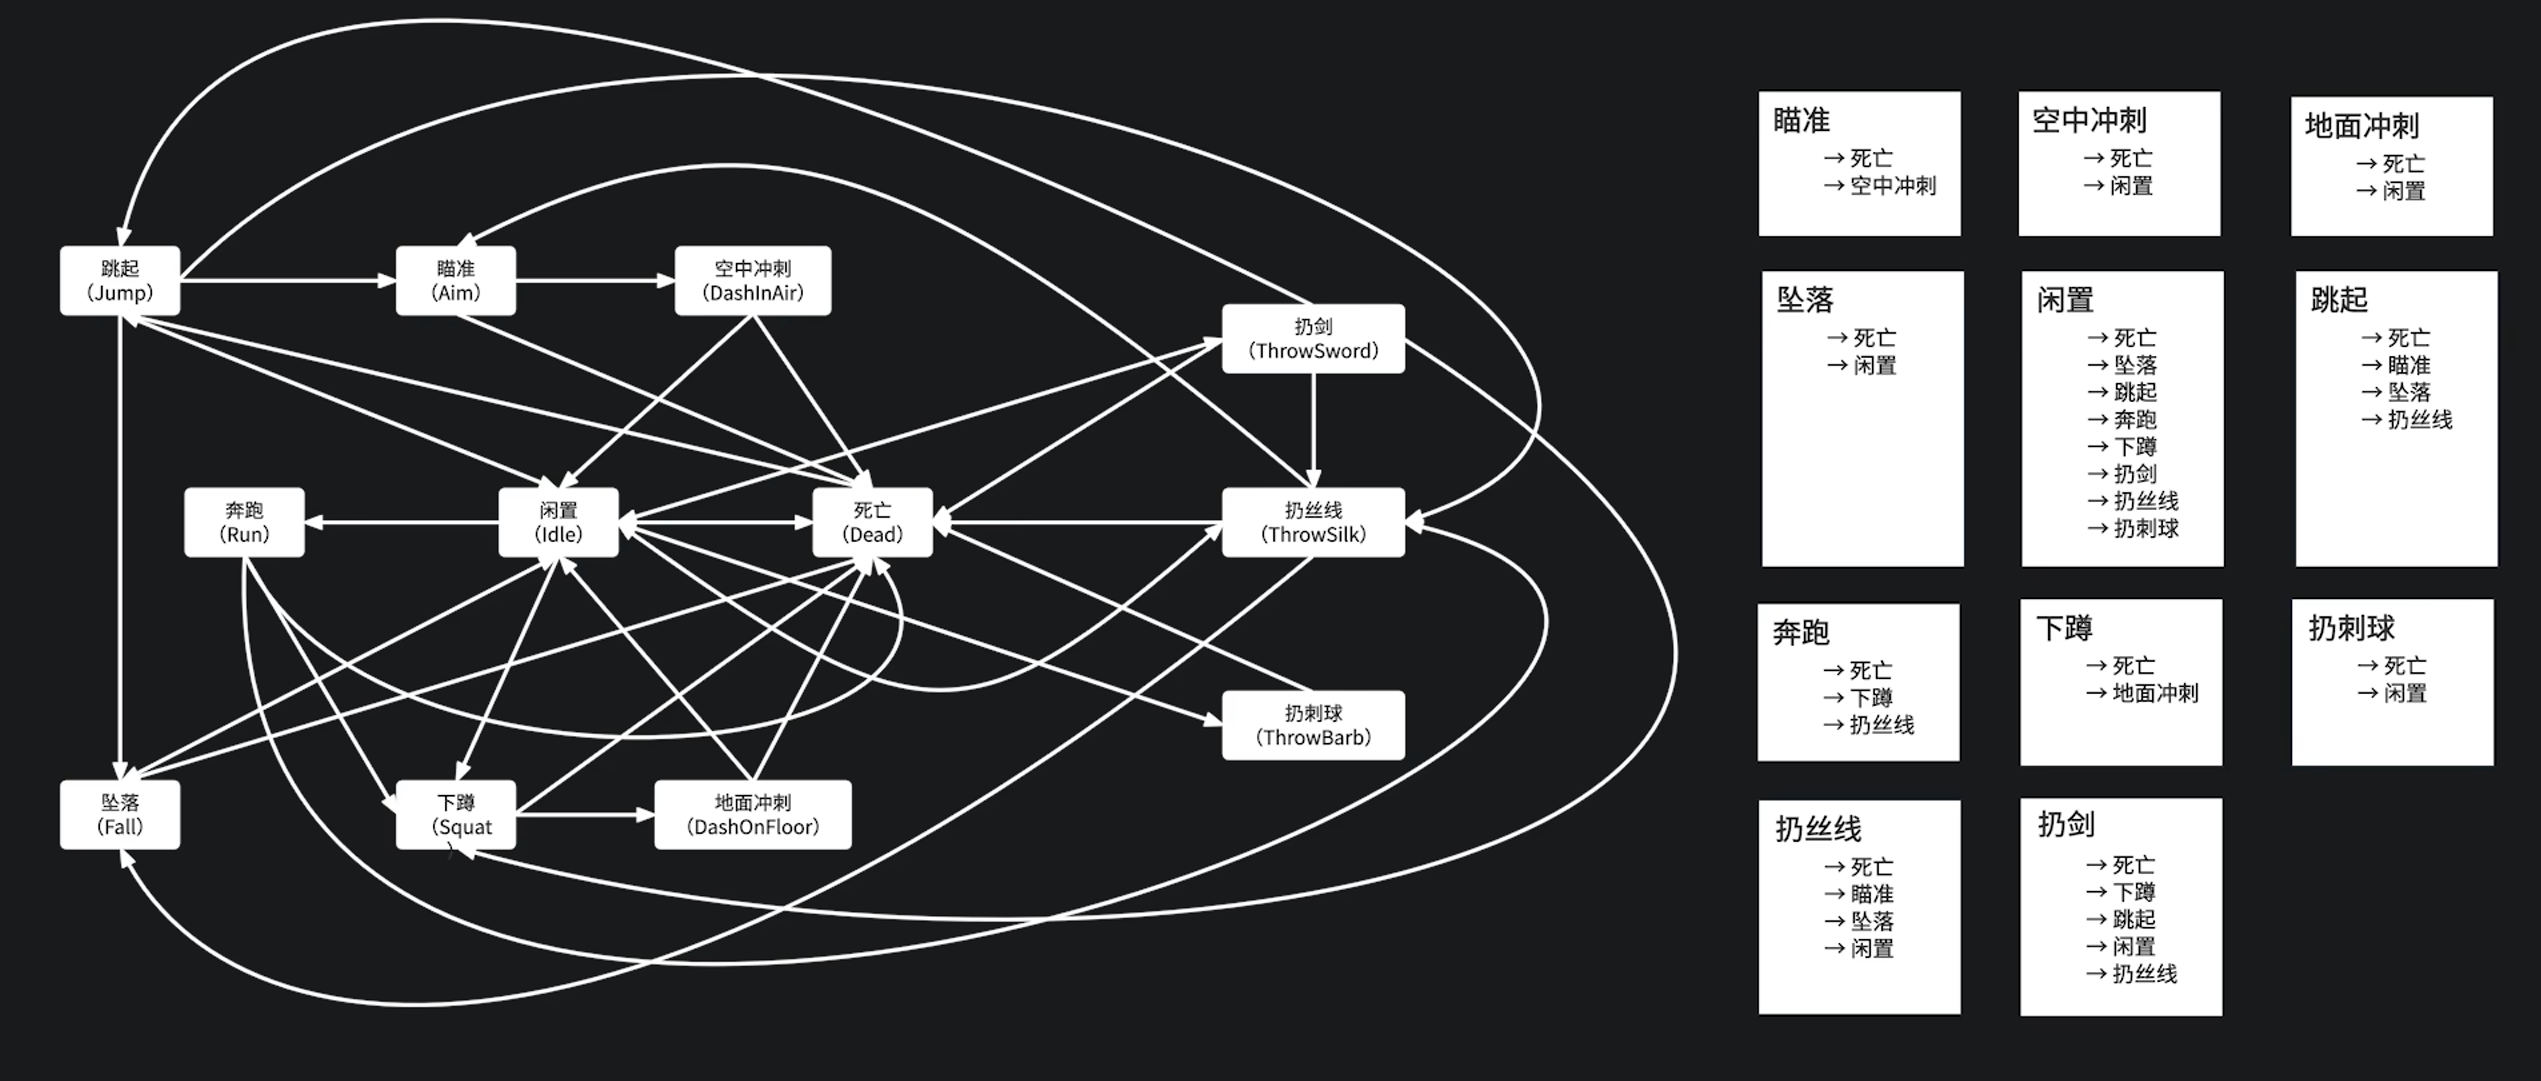 跳起
（Jump）
瞄准
（Aim）
空中冲刺
（DashInAir）
扔剑
（ThrowSword）
奔跑
（Run）
闲置
（Idle）
死亡
（Dead）
扔丝线
（ThrowSilk）
扔刺球
（ThrowBarb）
坠落
（Fall）
下蹲
（Squat
）
地面冲刺
（DashOnFloor）
瞄准
→ 死亡
→ 空中冲刺
空中冲刺
→ 死亡
→ 闲置
地面冲刺
→ 死亡
→ 闲置
坠落
→ 死亡
→ 闲置
闲置
→ 死亡
→ 坠落
→ 跳起
→ 奔跑
→ 下蹲
→ 扔剑
→ 扔丝线
→ 扔刺球
跳起
→ 死亡
→ 瞄准
→ 坠落
→ 扔丝线
奔跑
→ 死亡
→ 下蹲
→ 扔丝线
下蹲
→ 死亡
→ 地面冲刺
扔刺球
→ 死亡
→ 闲置
扔丝线
→ 死亡
→ 瞄准
→ 坠落
→ 闲置
扔剑
→ 死亡
→ 下蹲
→ 跳起
→ 闲置
→ 扔丝线